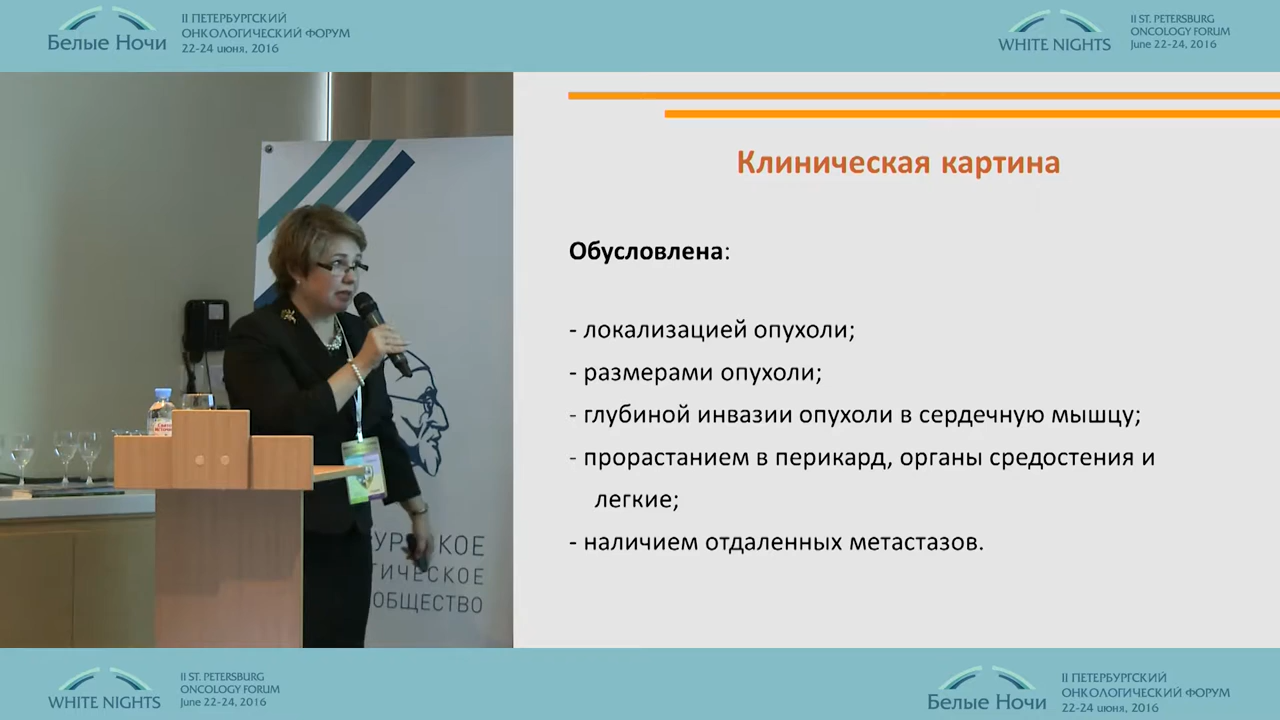 Белые Ночи
II ПЕТЕРБУРГСКИЙ
ОНКОЛОГИЧЕСКИЙ ФОРУМ
22-24 июня, 2016
WHITE NIGHTS
II ST. PETERSBURG
ONCOLOGY FORUM
June 22-24, 2016
Клиническая картина
Обусловлена:
- локализацией опухоли;
- размерами опухоли;
- глубиной инвазии опухоли в сердечную мышцу;
- прорастанием в перикард, органы средостения и
легкие;
- наличием отдаленных метастазов.
ОБЩЕСТВО
WHITE NIGHTS
II ST. PETERSBURG
ONCOLOGY FORUM
June 22-24, 2016
Белые Ночи
II ПЕТЕРБУРГСКИЙ
ОНКОЛОГИЧЕСКИЙ ФОРУМ
22-24 июня, 2016